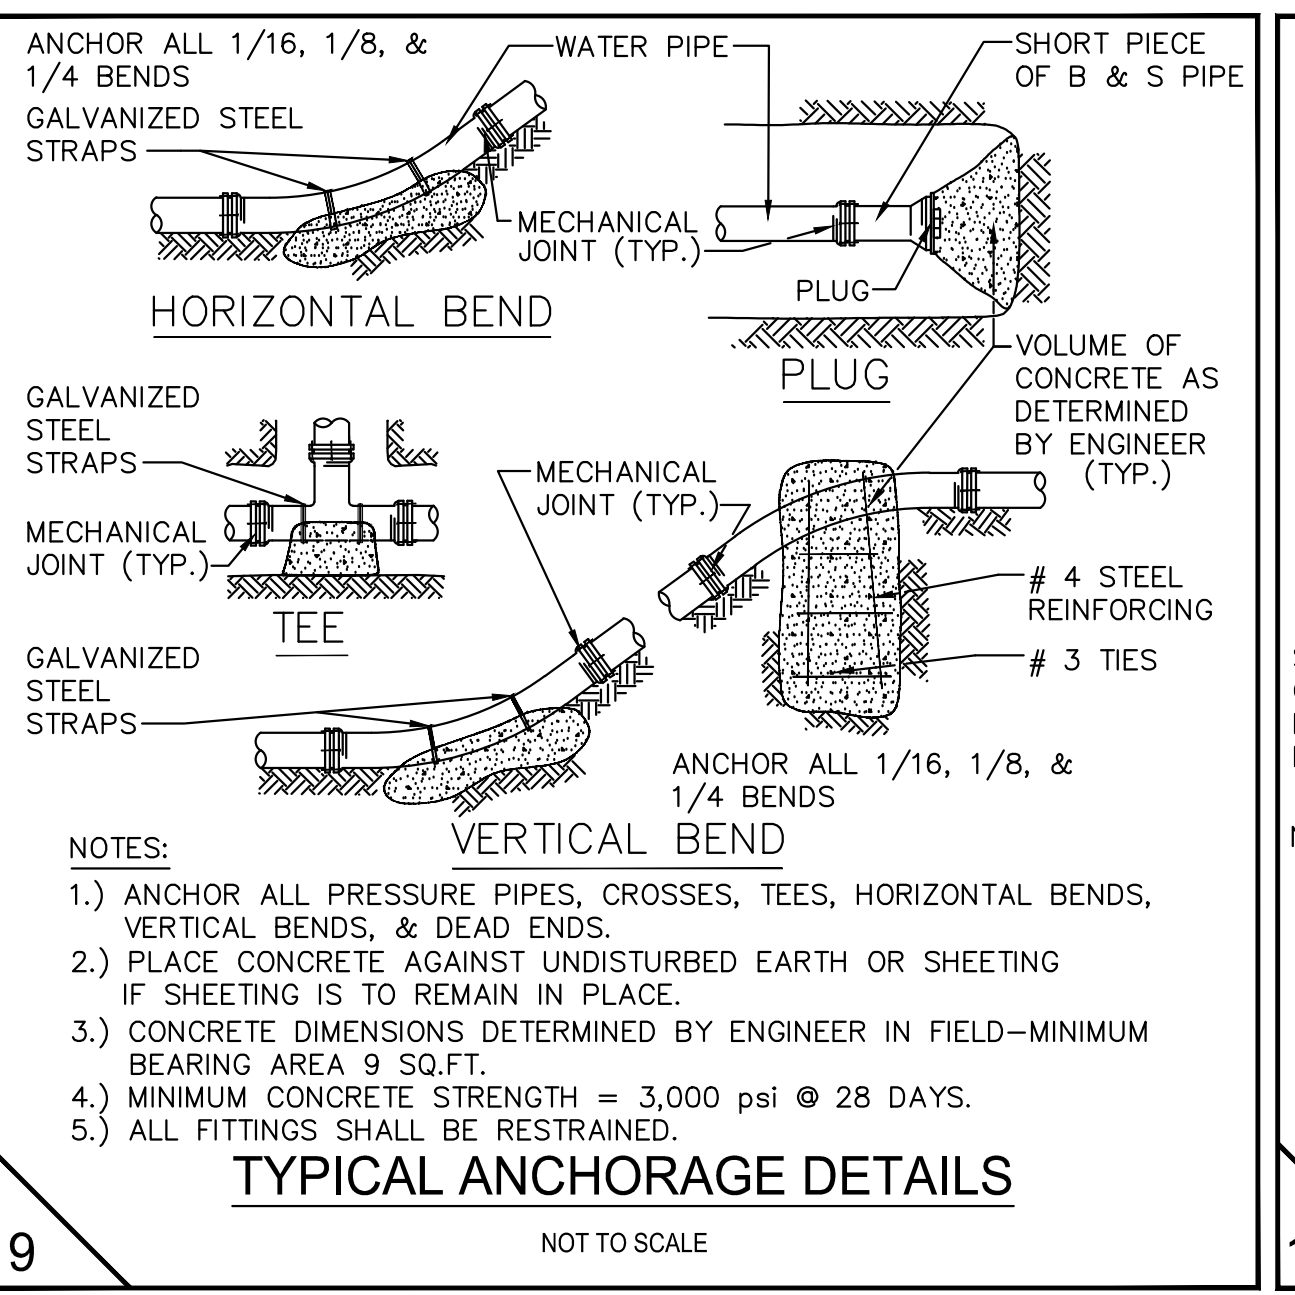 ANCHOR ALL 1/16, 1/8, &
1/4 BENDS
GALVANIZED STEEL
STRAPS
WATER PIPE
SHORT PIECE
OF B & S PIPE
MECHANICAL
JOINT (TYP.)
PLUG
HORIZONTAL BEND
PLUG
VOLUME OF
CONCRETE AS
DETERMINED
BY ENGINEER
(TYP.)
GALVANIZED
STEEL
STRAPS
MECHANICAL
JOINT (TYP.)
TEE
MECHANICAL
JOINT (TYP.)
# 4 STEEL
REINFORCING
# 3 TIES
GALVANIZED
STEEL
STRAPS
ANCHOR ALL 1/16, 1/8, &
1/4 BENDS
VERTICAL BEND
NOTES:
1.) ANCHOR ALL PRESSURE PIPES, CROSSES, TEES, HORIZONTAL BENDS,
VERTICAL BENDS, & DEAD ENDS.
2.) PLACE CONCRETE AGAINST UNDISTURBED EARTH OR SHEETING
IF SHEETING IS TO REMAIN IN PLACE.
3.) CONCRETE DIMENSIONS DETERMINED BY ENGINEER IN FIELD-MINIMUM
BEARING AREA 9 SQ.FT.
4.) MINIMUM CONCRETE STRENGTH = 3,000 psi @ 28 DAYS.
5.) ALL FITTINGS SHALL BE RESTRAINED.
TYPICAL ANCHORAGE DETAILS
NOT TO SCALE
9